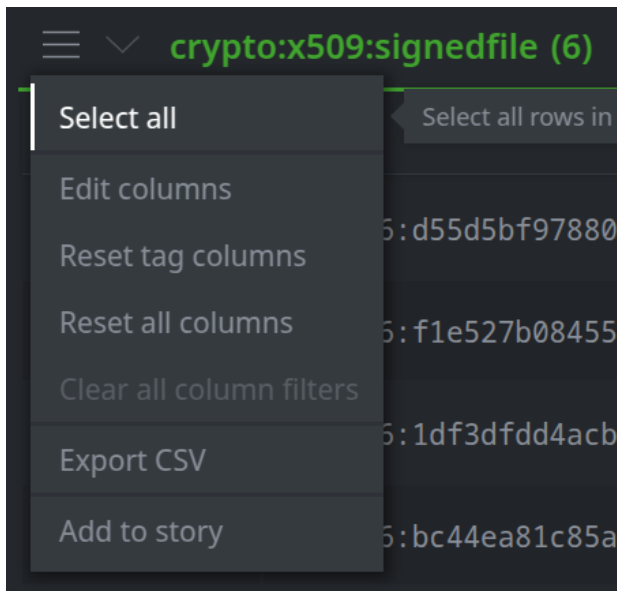 crypto:x509:signedfile (6)
Select all
Select all rows in
Edit columns
6:d55d5bf97880
Reset tag columns
Reset all columns
6:f1e527b08455
Clear all column filters
6:1df3dfdd4acb
Export CSV
Add to story
6:bc44ea81c85a